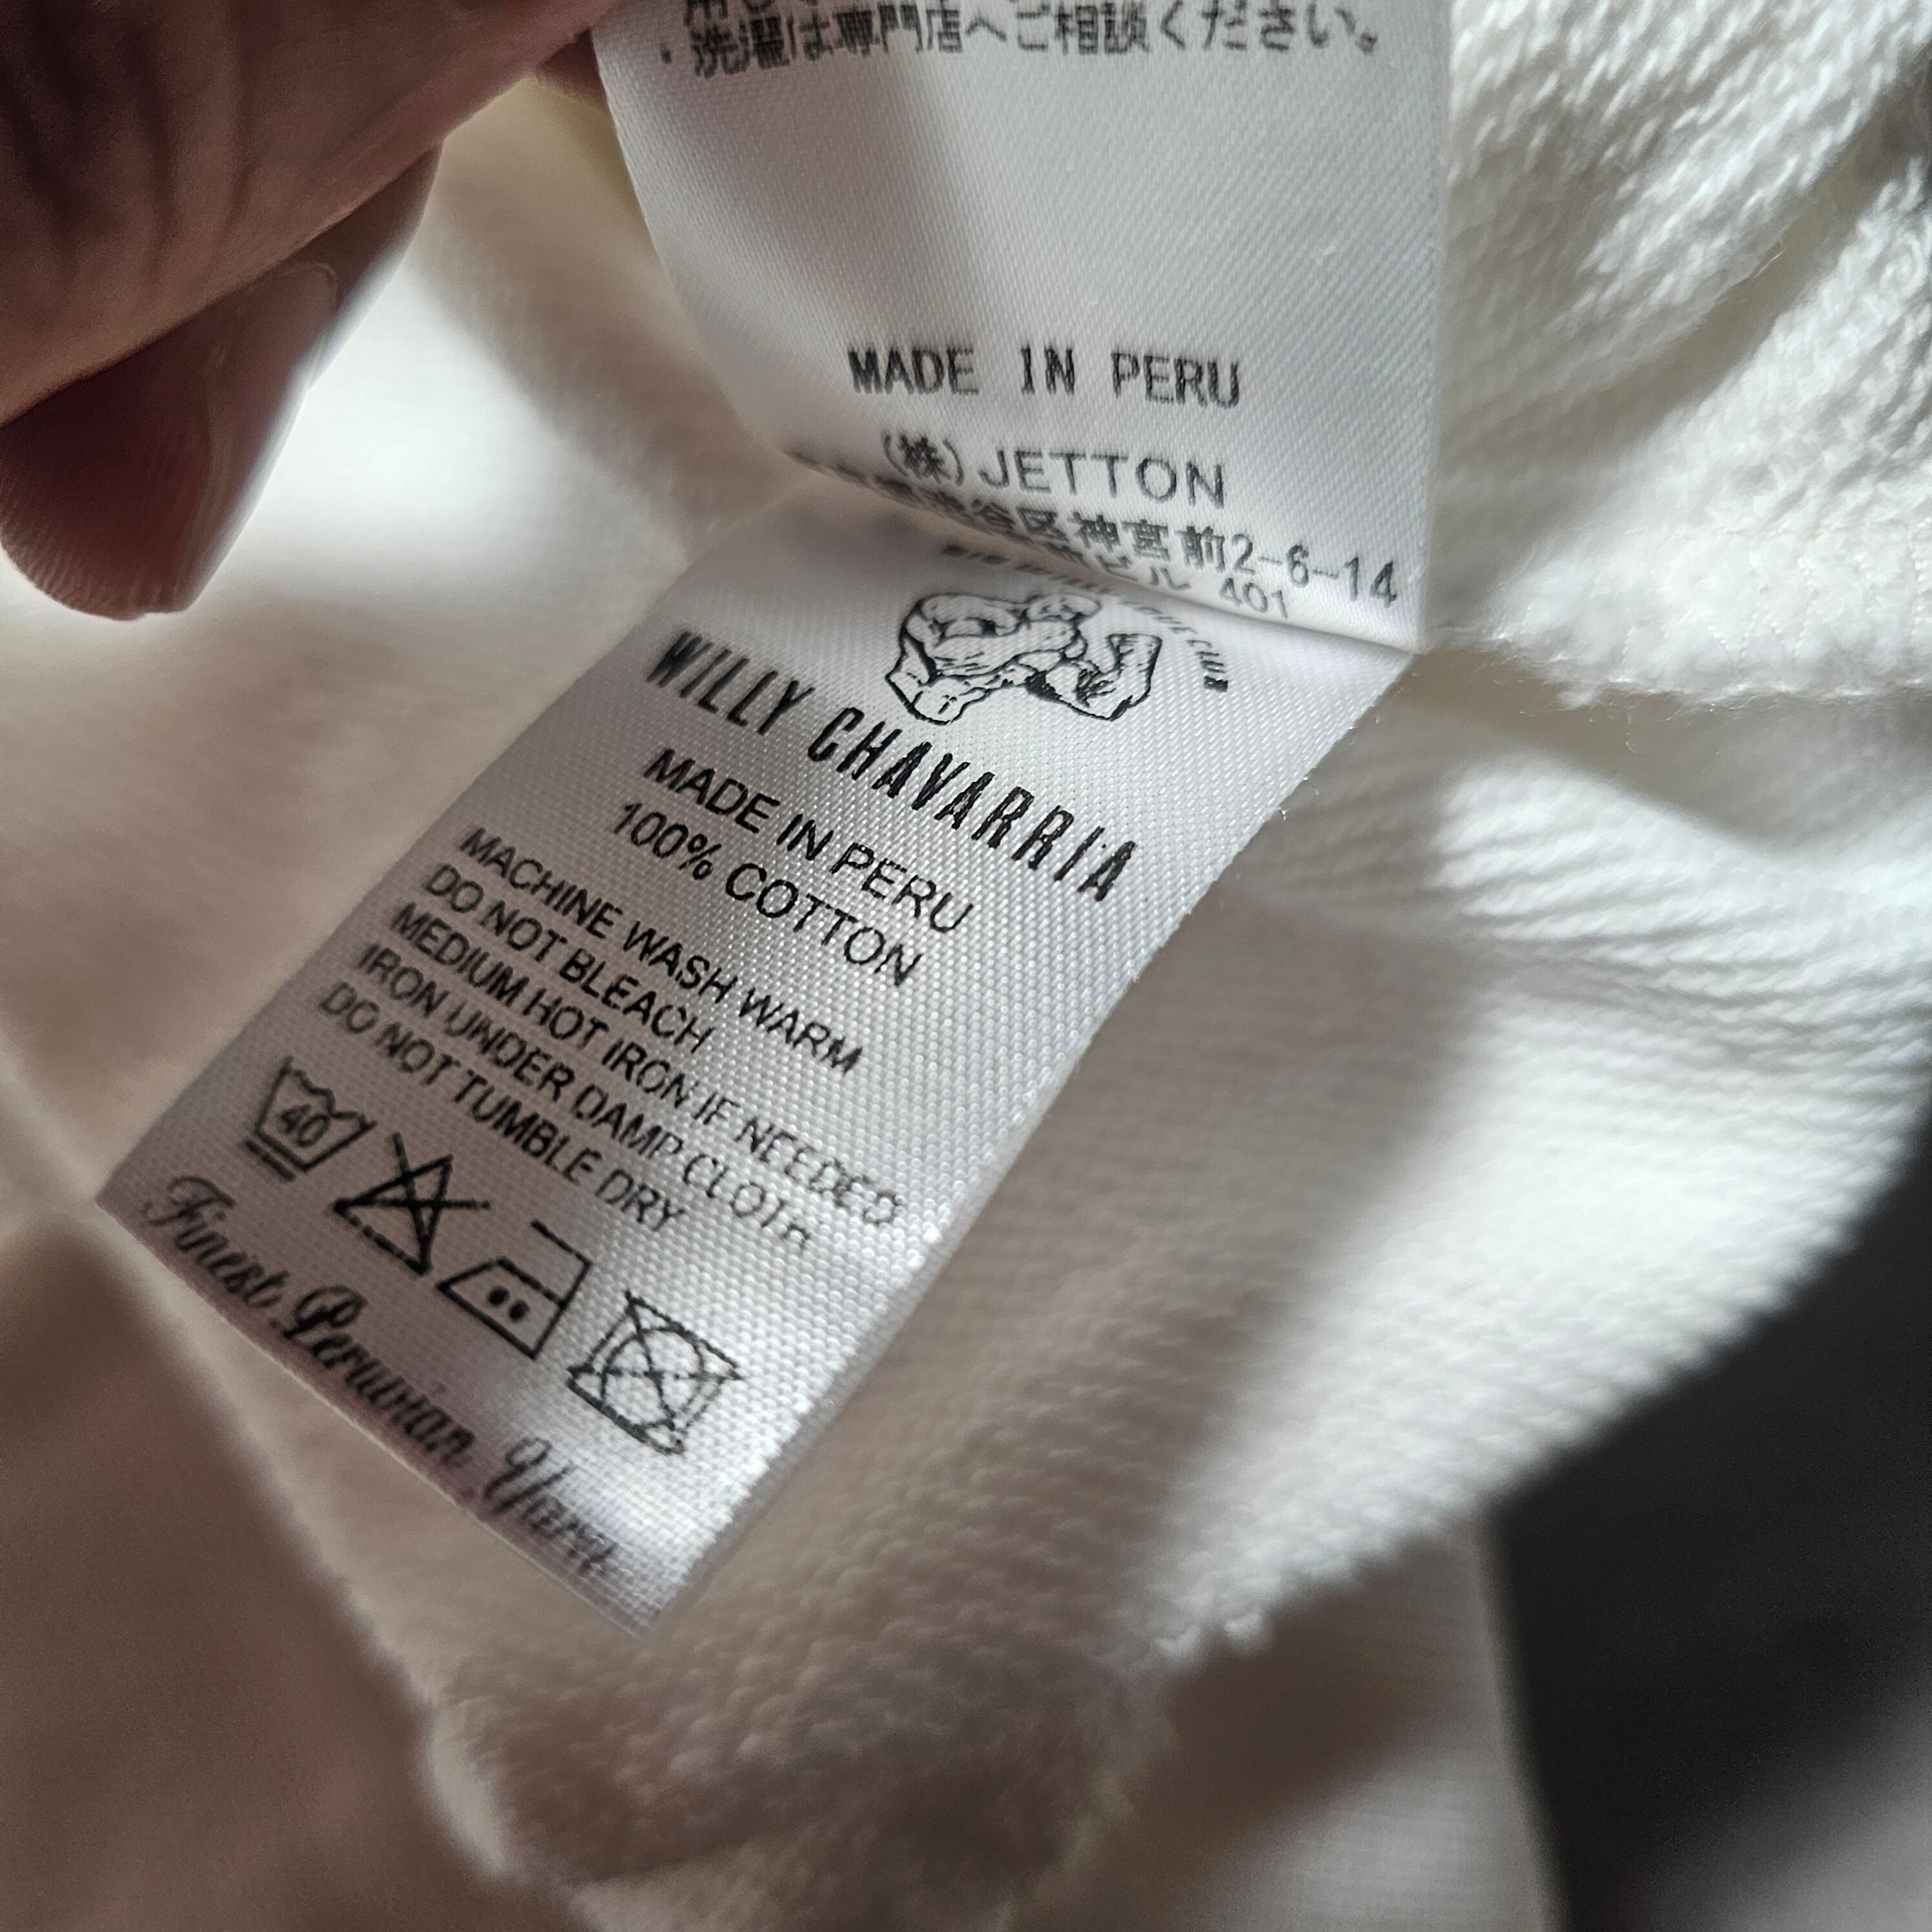 ・洗濯は専門店へご相談ください。
MADE IN PERU
(株)JETTON
渋谷区神宮前2-6-14
ビル 401
WILLY CHAVARRIA
MADE IN PERU
100% COTTON
MACHINE WASH WARM
DO NOT BLEACH
MEDIUM HOT IRON IF NEEDED
IRON UNDER DAMP CLOTH
DO NOT TUMBLE DRY
40
Finest Peruvian Yarns